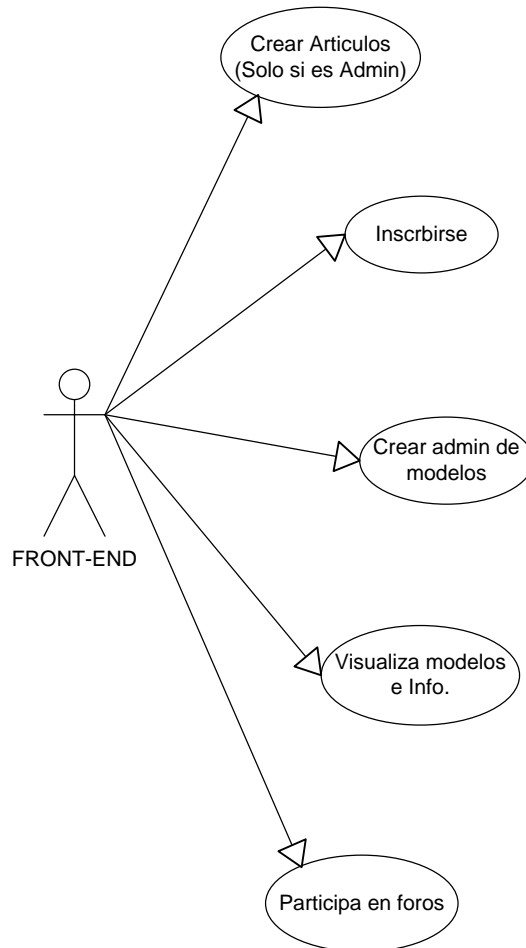 Crear Articulos
(Solo si es Admin)
Inscrbirse
Crear admin de
modelos
FRONT-END
Visualiza modelos
e Info.
Participa en foros